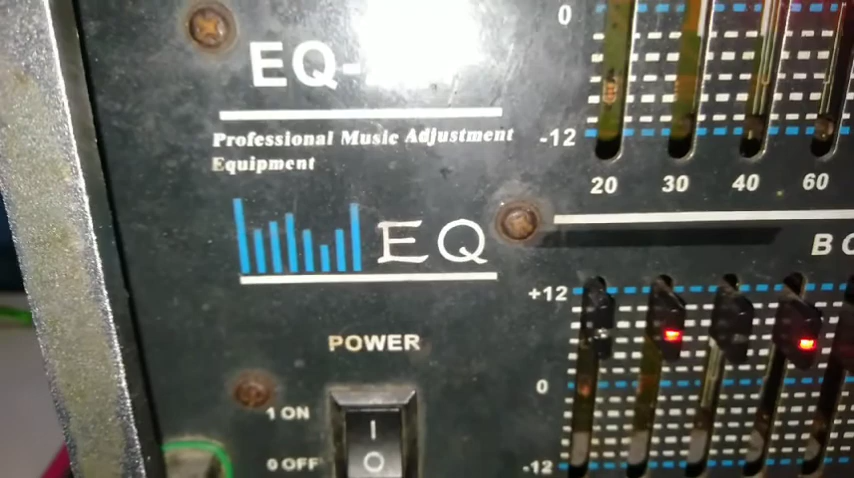 EQ-
Professional Music Adjustment
Equipment
EQ
POWER
1 ON
0 OFF
0
-12
20 30 40 60
+12
0
-12